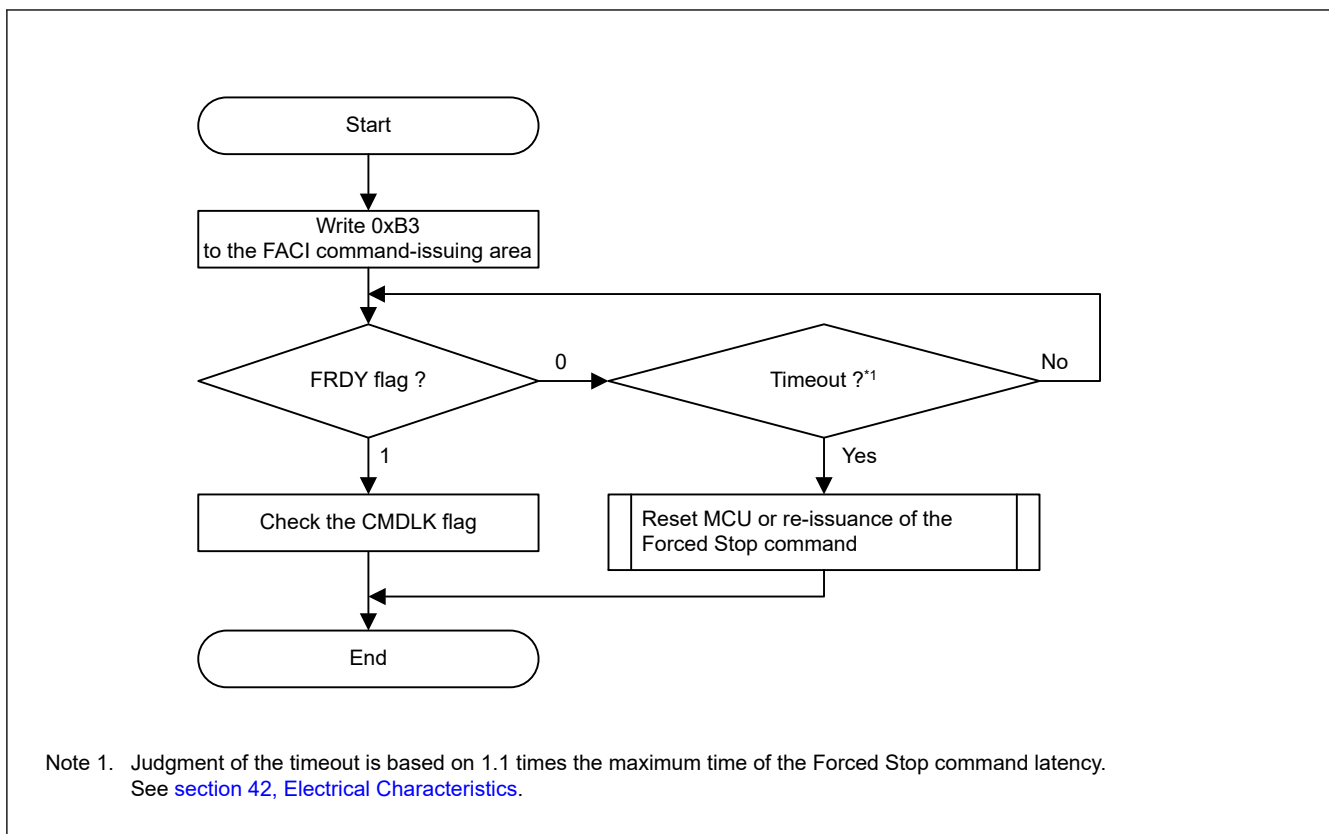 Start
Write 0xB3
to the FACI command-issuing area
FRDY flag ?
0
Timeout ?*1
No
1
Yes
Check the CMDLK flag
Reset MCU or re-issuance of the
Forced Stop command
End
Note 1. Judgment of the timeout is based on 1.1 times the maximum time of the Forced Stop command latency.
See section 42, Electrical Characteristics.